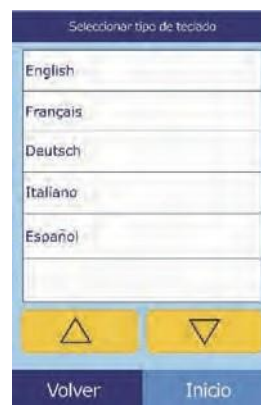 Seleccionar tipo de teclado
English
Français
Deutsch
Italiano
Español
Volver Inicio